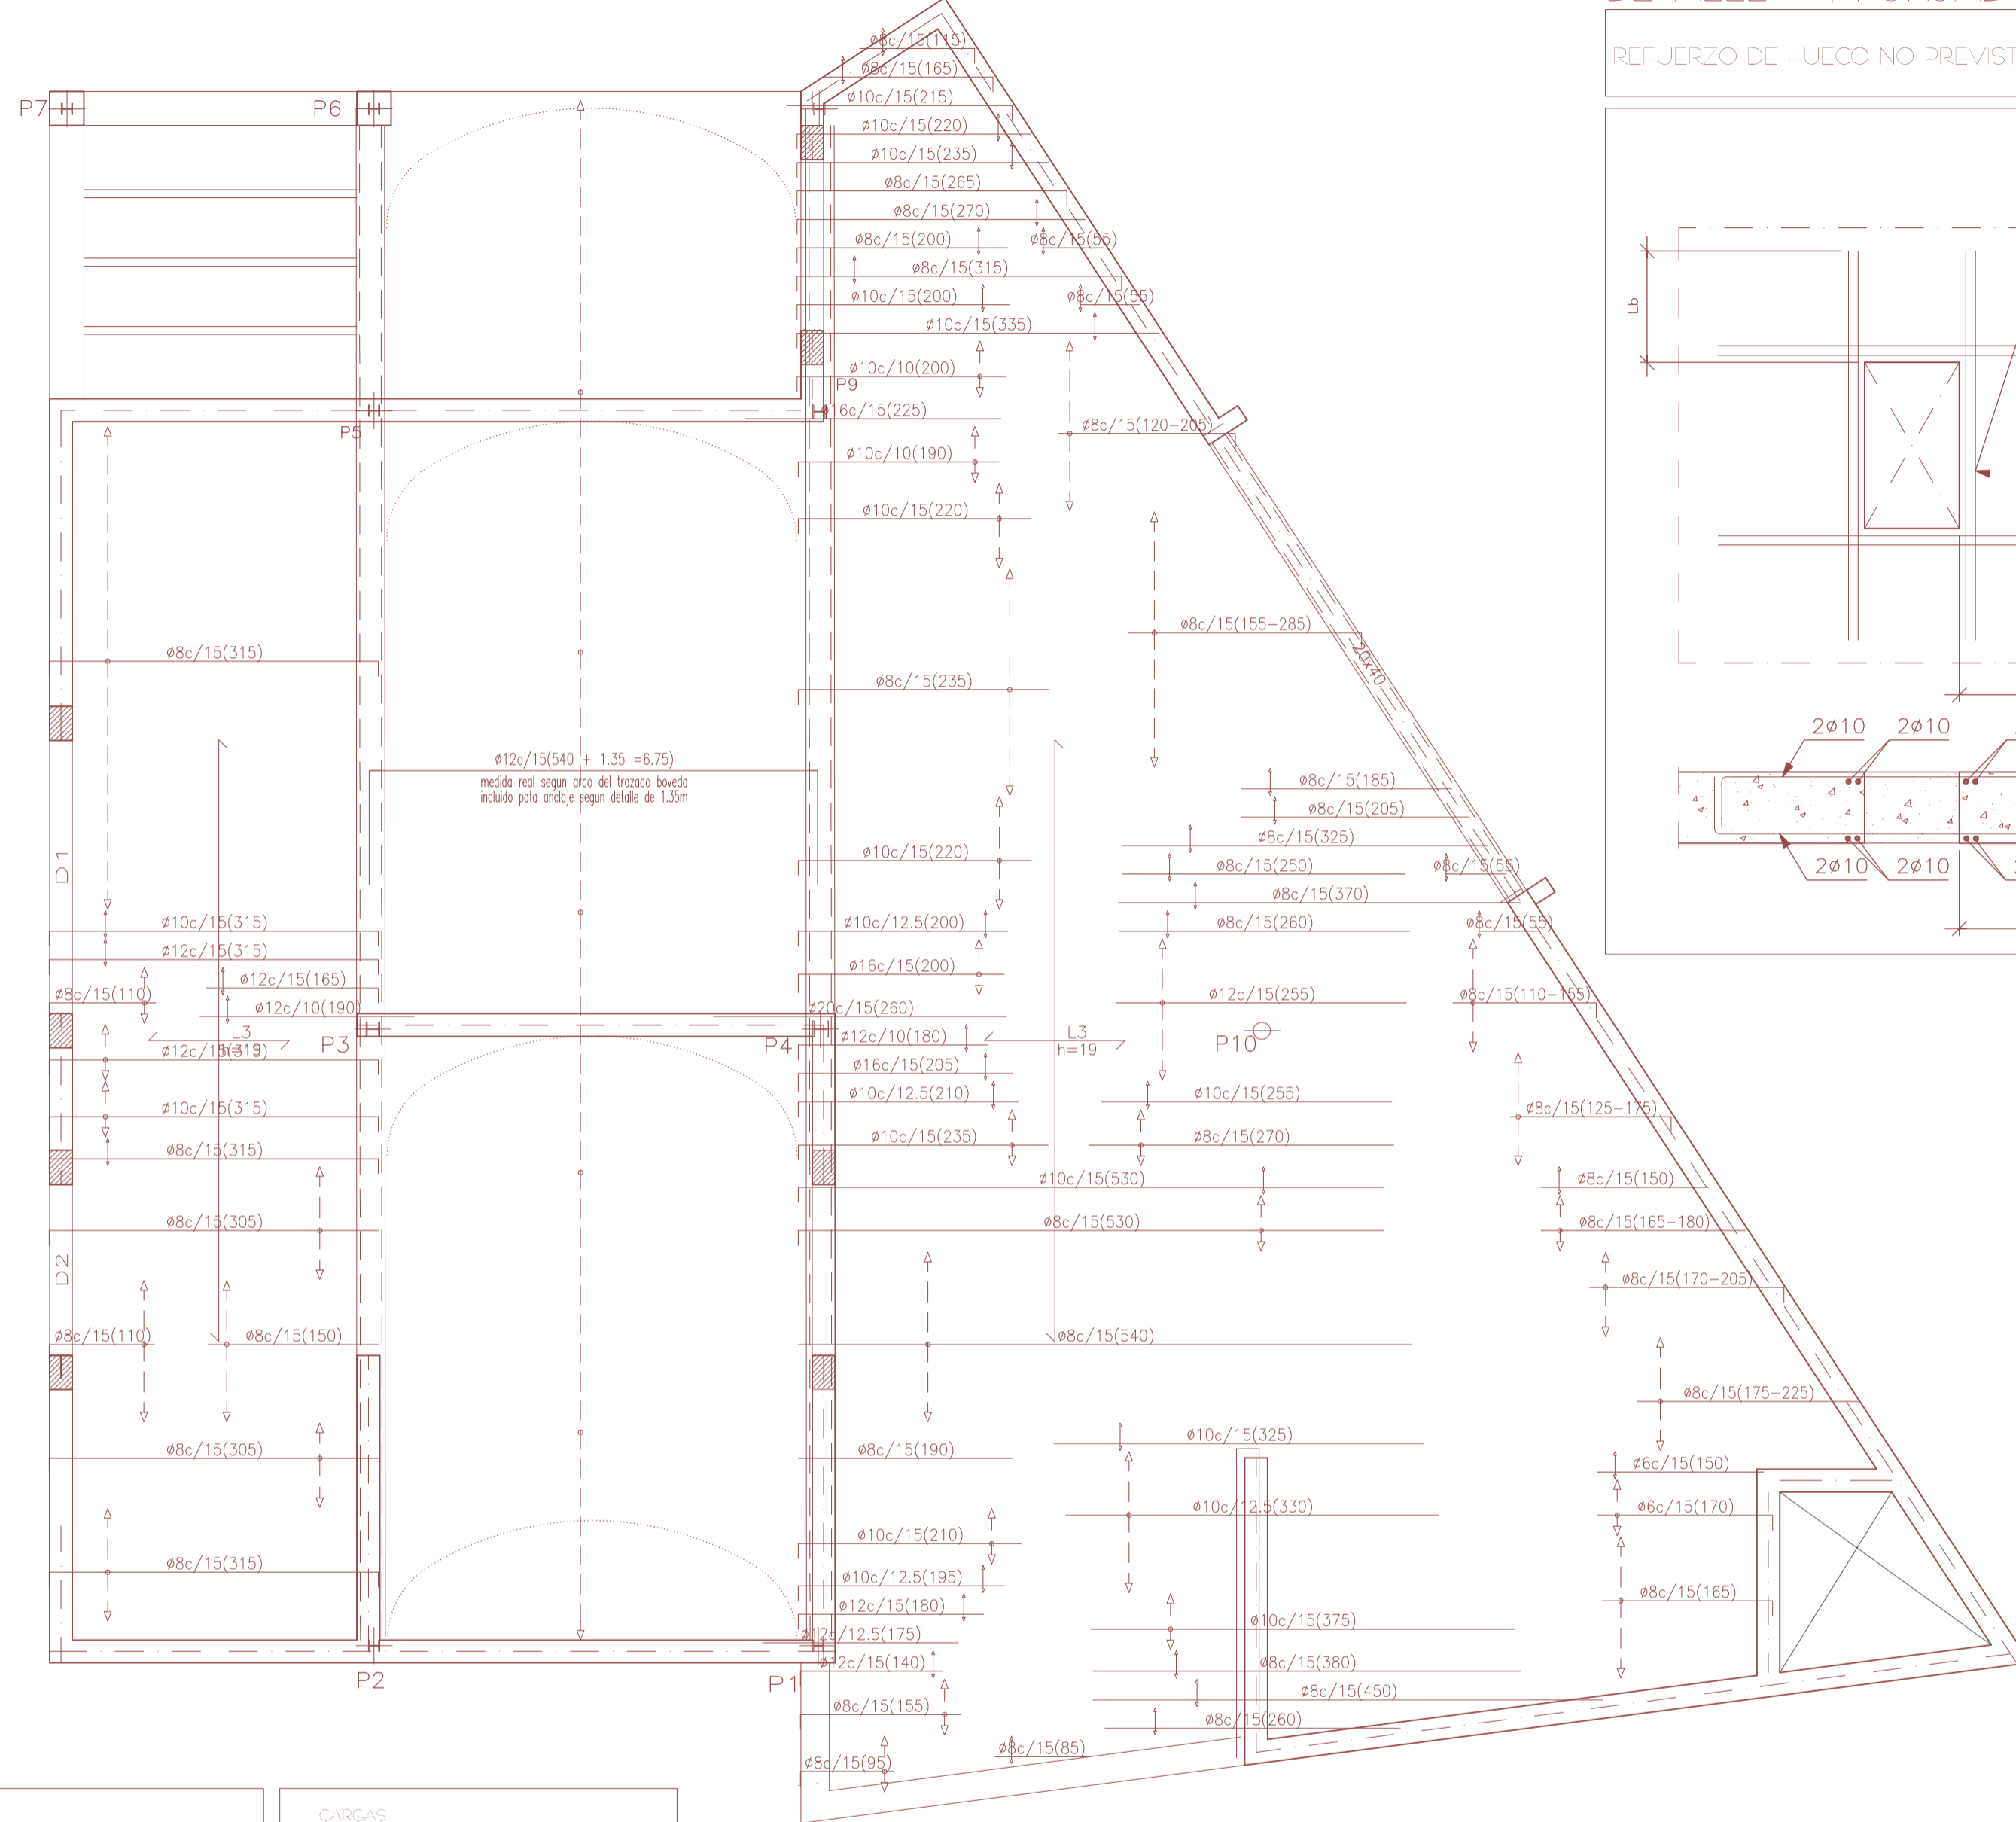 REFUERZO DE HUECO NO PREVIST
P7
P6
ø8c/15(115)
ø8c/15(165)
ø10c/15(215)
ø10c/15(220)
ø10c/15(235)
ø8c/15(265)
ø8c/15(270)
ø8c/15(200)
ø8c/15(55)
ø8c/15(315)
ø10c/15(200)
ø8c/15(55)
ø10c/15(335)
ø10c/10(200)
P9
ø16c/15(225)
P5
ø8c/15(120-205)
ø10c/10(190)
ø10c/15(220)
ø8c/15(155-285)
20x40
ø8c/15(315)
ø8c/15(235)
Lb
2ø10
2ø10
2ø10
2ø10
ø12c/15(540 + 1.35 =6.75)
medida real segun arco del trazado boveda
incluido pata anclaje segun detalle de 1.35m
ø8c/15(185)
ø8c/15(205)
ø8c/15(325)
D1
ø10c/15(220)
ø8c/15(250)
ø8c/15(55)
ø8c/15(370)
ø10c/15(315)
ø10c/12.5(200)
ø8c/15(260)
ø8c/15(55)
ø12c/15(315)
ø16c/15(200)
ø12c/15(165)
ø8c/15(110)
ø12c/15(255)
ø8c/15(110-155)
ø12c/10(190)
ø20c/15(260)
L3
h=19
P3
P4
ø12c/10(180)
L3
h=19
P10
ø12c/15(315)
ø16c/15(205)
ø10c/12.5(210)
ø10c/15(255)
ø10c/15(315)
ø8c/15(125-175)
ø10c/15(235)
ø8c/15(270)
ø8c/15(315)
ø10c/15(530)
ø8c/15(150)
ø8c/15(305)
ø8c/15(530)
ø8c/15(165-180)
D2
ø8c/15(170-205)
ø8c/15(110)
ø8c/15(150)
ø8c/15(540)
ø8c/15(175-225)
ø10c/15(325)
ø8c/15(305)
ø8c/15(190)
ø6c/15(150)
ø10c/12.5(330)
ø6c/15(170)
ø10c/15(210)
ø8c/15(315)
ø10c/12.5(195)
ø8c/15(165)
ø12c/15(180)
ø10c/15(375)
ø12c/12.5(175)
ø12c/15(140)
ø8c/15(380)
P2
P1
ø8c/15(450)
ø8c/15(155)
ø8c/15(260)
ø8c/15(85)
ø8c/15(95)
CARGAS